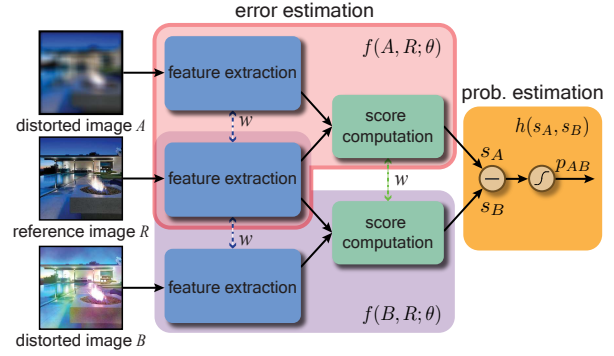 error estimation
feature extraction
f(A, R; θ)
distorted image A
w
score
computation
prob. estimation
h(s_A, s_B)
feature extraction
s_A
−
p_AB
s_B
reference image R
w
w
score
computation
feature extraction
f(B, R; θ)
distorted image B